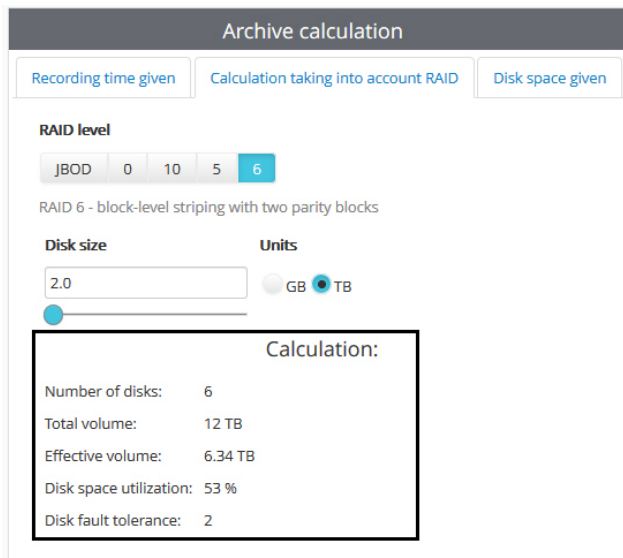 Archive calculation
Recording time given
Calculation taking into account RAID
Disk space given
RAID level
JBOD 0 10 5 6
RAID 6 - block-level striping with two parity blocks
Disk size Units
2.0 GB TB
Calculation:
Number of disks: 6
Total volume: 12 TB
Effective volume: 6.34 TB
Disk space utilization: 53 %
Disk fault tolerance: 2